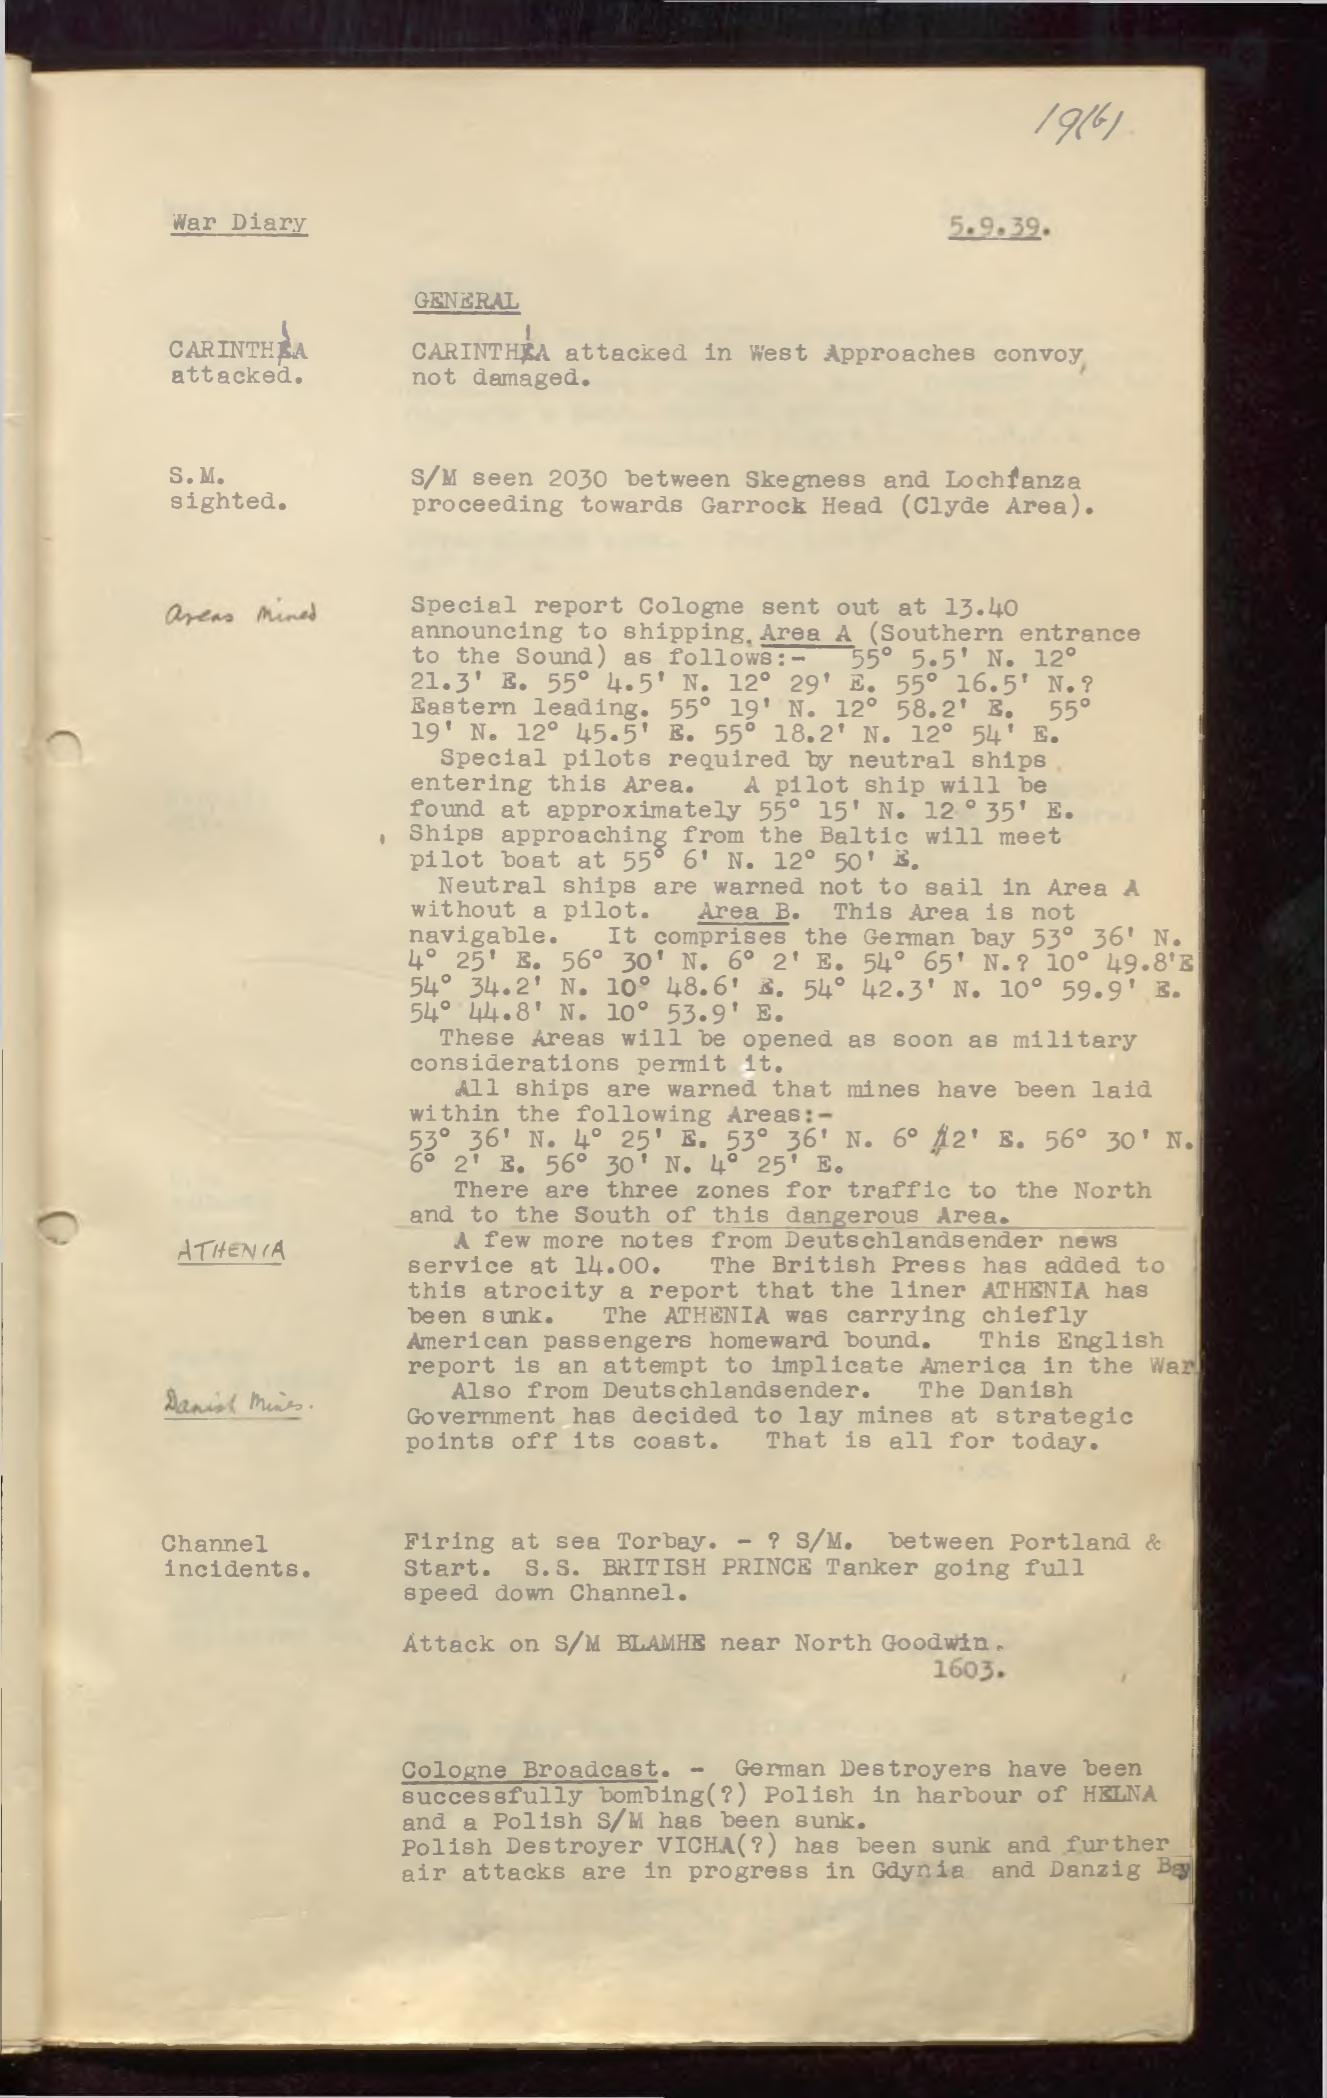 19(6)
War Diary
5.9.39.
GENERAL
CARINTHIA
attacked.
CARINTHIA attacked in West Approaches convoy,
not damaged.
S.M.
sighted.
S/M seen 2030 between Skegness and Lochranza
proceeding towards Garrock Head (Clyde Area).
Areas Mined
Special report Cologne sent out at 13.40
announcing to shipping. Area A (Southern entrance
to the Sound) as follows:- 55° 5.5' N. 12°
21.3' E. 55° 4.5' N. 12° 29' E. 55° 16.5' N.?
Eastern leading. 55° 19' N. 12° 58.2' E. 55°
19' N. 12° 45.5' E. 55° 18.2' N. 12° 54' E.
Special pilots required by neutral ships
entering this Area. A pilot ship will be
found at approximately 55° 15' N. 12° 35' E.
Ships approaching from the Baltic will meet
pilot boat at 55° 6' N. 12° 50' E.
Neutral ships are warned not to sail in Area A
without a pilot. Area B. This Area is not
navigable. It comprises the German bay 53° 36' N.
4° 25' E. 56° 30' N. 6° 2' E. 54° 65' N.? 10° 49.8'E
54° 34.2' N. 10° 48.6' E. 54° 42.3' N. 10° 59.9' E.
54° 44.8' N. 10° 53.9' E.
These Areas will be opened as soon as military
considerations permit it.
All ships are warned that mines have been laid
within the following Areas:-
53° 36' N. 4° 25' E. 53° 36' N. 6° 12' E. 56° 30' N.
6° 2' E. 56° 30' N. 4° 25' E.
There are three zones for traffic to the North
and to the South of this dangerous Area.
ATHENIA
A few more notes from Deutschlandsender news
service at 14.00. The British Press has added to
this atrocity a report that the liner ATHENIA has
been sunk. The ATHENIA was carrying chiefly
American passengers homeward bound. This English
report is an attempt to implicate America in the War
Danish Mines.
Also from Deutschlandsender. The Danish
Government has decided to lay mines at strategic
points off its coast. That is all for today.
Channel
incidents.
Firing at sea Torbay. - ? S/M. between Portland &
Start. S.S. BRITISH PRINCE Tanker going full
speed down Channel.
Attack on S/M BLAMHE near North Goodwin.
1603.
Cologne Broadcast. - German Destroyers have been
successfully bombing(?) Polish in harbour of HELNA
and a Polish S/M has been sunk.
Polish Destroyer VICHA(?) has been sunk and further
air attacks are in progress in Gdynia and Danzig Bay